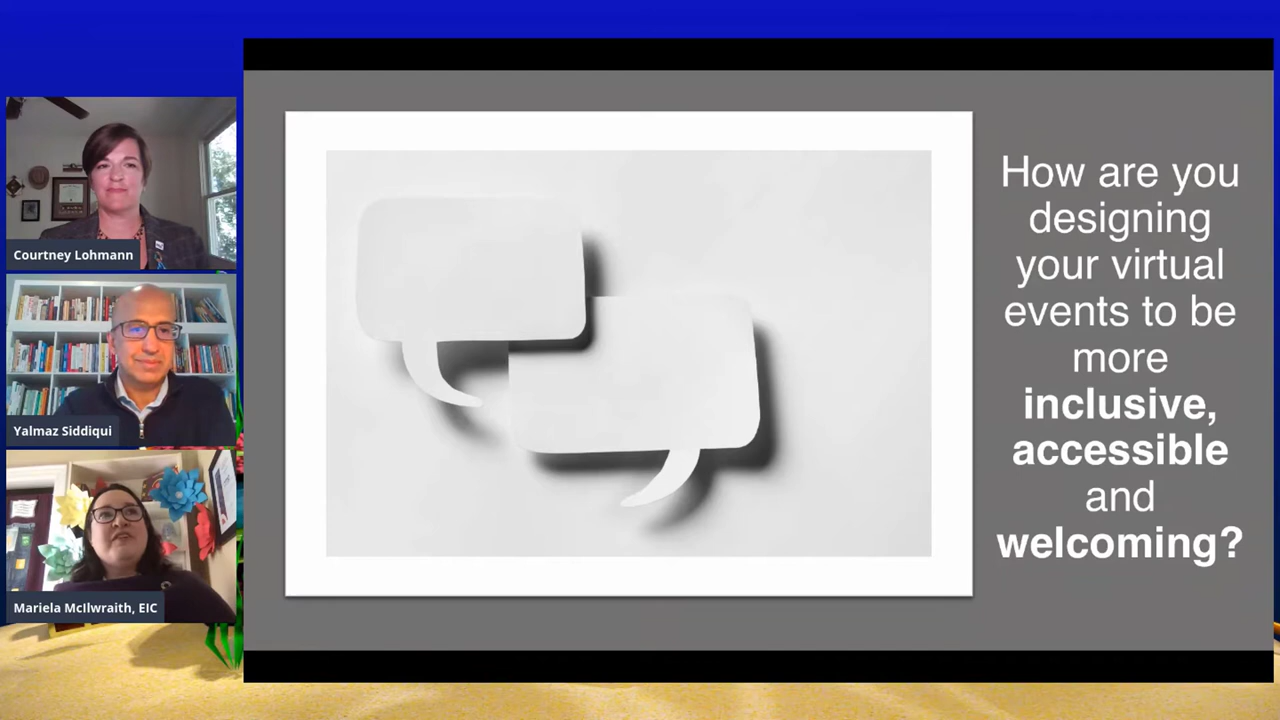 Courtney Lohmann
Yalmaz Siddiqui
Mariela McIlwraith, EIC
How are you
designing
your virtual
events to be
more
inclusive,
accessible
and
welcoming?